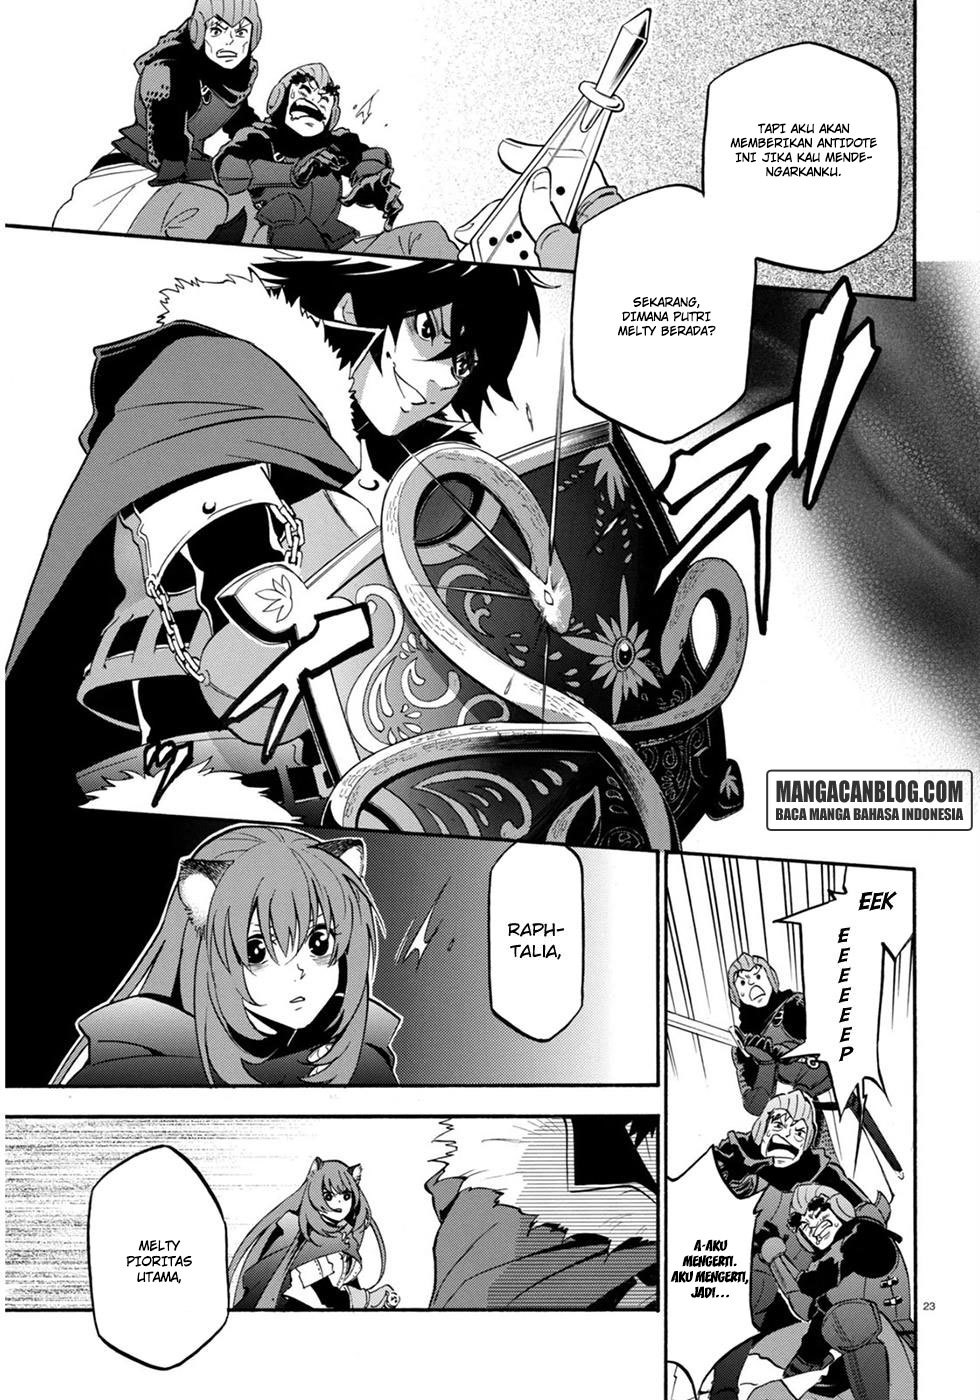 TAPI AKU AKAN
MEMBERIKAN ANTIDOTE
INI JIKA KAU MENDE-
NGARKANKU.
SEKARANG,
DIMANA PUTRI
MELTY BERADA?
MANGACANBLOG.COM
BACA MANGA BAHASA INDONESIA
EEK
E
E
E
E
E
E
P
A-AKU
MENGERTI.
AKU MENGERTI,
JADI...
RAPH-
TALIA,
MELTY
PIORITAS
UTAMA,
23